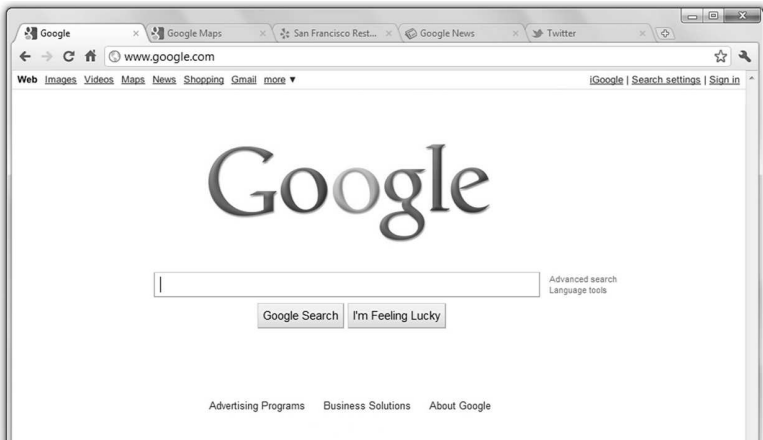 Google Google Maps San Francisco Rest... Google News Twitter
www.google.com
Web Images Videos Maps News Shopping Gmail more ▼ iGoogle | Search settings | Sign in
Google
Advanced search
Language tools
Google Search I'm Feeling Lucky
Advertising Programs Business Solutions About Google